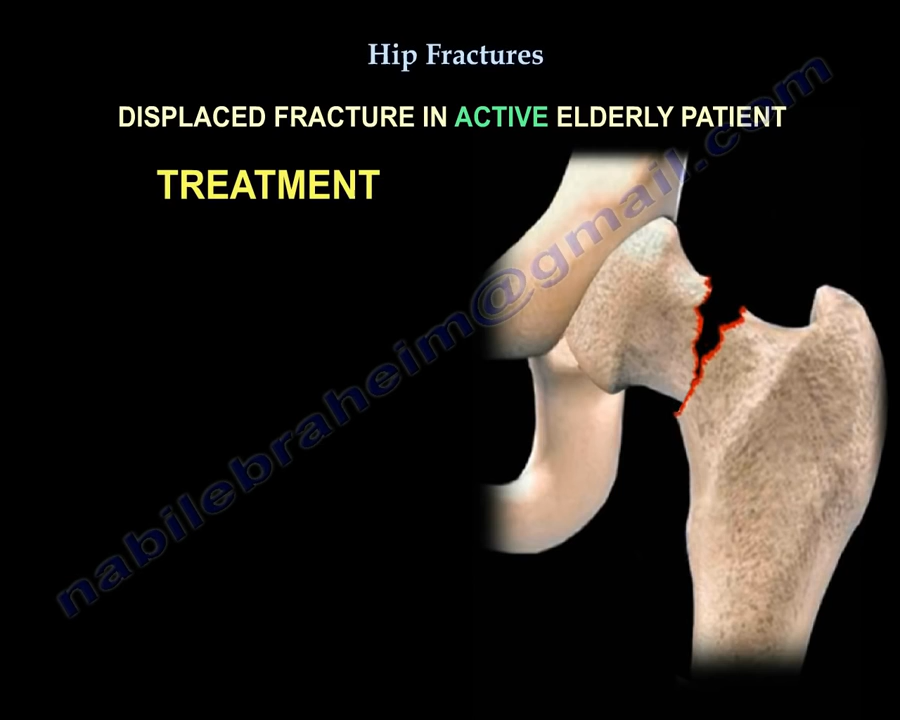 Hip Fractures
DISPLACED FRACTURE IN ACTIVE ELDERLY PATIENT
TREATMENT
nabilebraheim@gmail.com